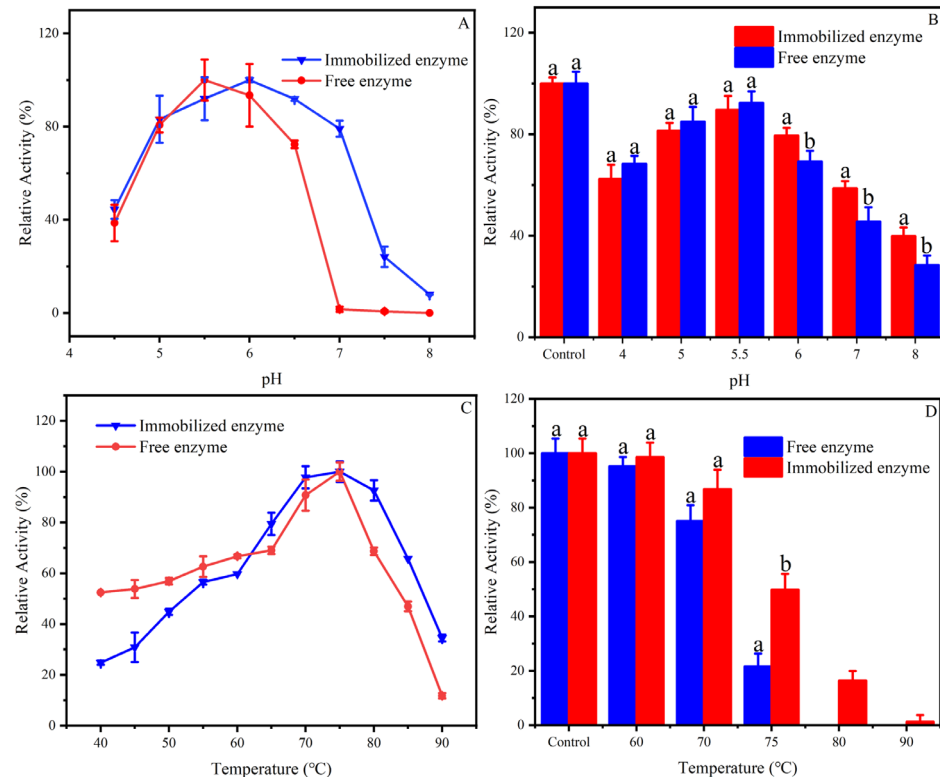 A
120
Immobilized enzyme
Free enzyme
80
40
0
4 5 6 7 8
pH
Relative Activity (%)
B
120
Immobilized enzyme
Free enzyme
a a
a a
a a
a a
a b
a b
a b
80
40
0
Control 4 5 5.5 6 7 8
pH
Relative Activity (%)
C
120
Immobilized enzyme
Free enzyme
100
80
60
40
20
0
40 50 60 70 80 90
Temperature (°C)
Relative Activity (%)
D
120
Free enzyme
Immobilized enzyme
a a
a a
a a
a b
100
80
60
40
20
0
Control 60 70 75 80 90
Temperature (°C)
Relative Activity (%)